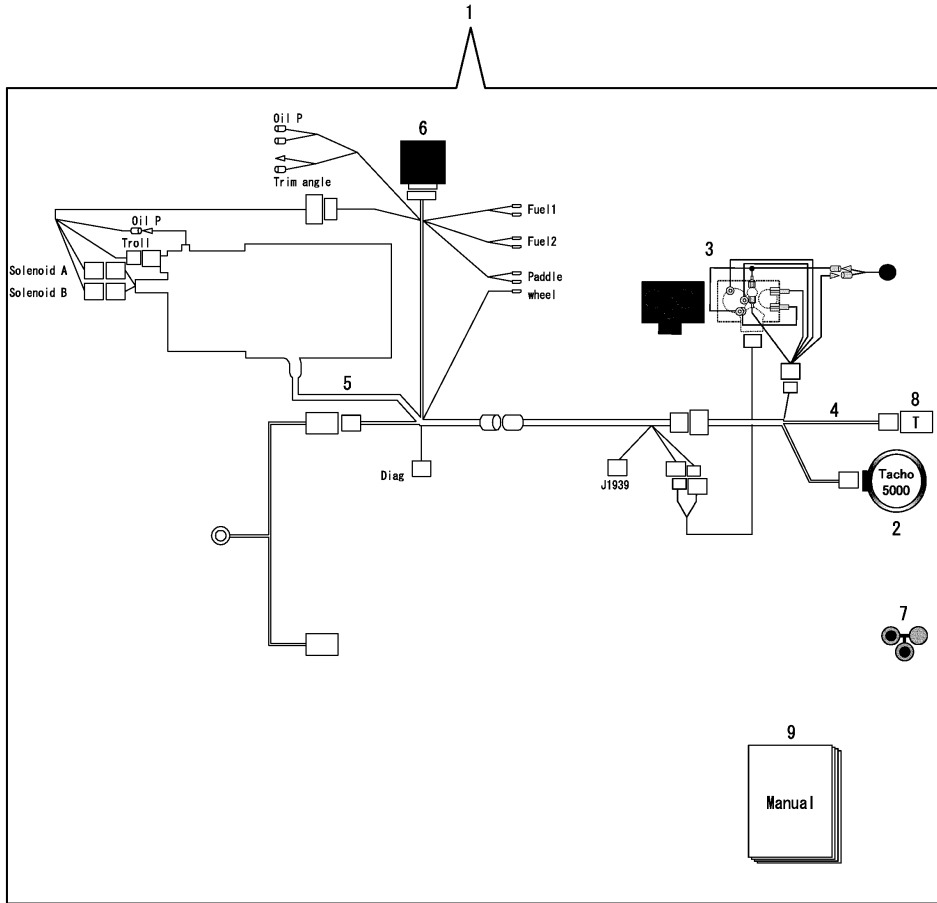 1
Oil P
6
Trim angle
Fuel1
Oil P
Fuel2
3
Troll
Solenoid A
Paddle
Solenoid B
wheel
5
4
8
T
Diag
J1939
Tacho
5000
2
7
9
Manual